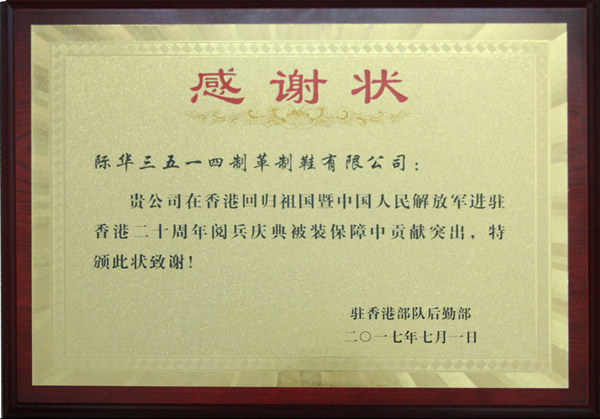 感谢状
际华三五一四制革制鞋有限公司：
贵公司在香港回归祖国暨中国人民解放军进驻
香港二十周年阅兵庆典被装保障中贡献突出，特
颁此状致谢！
驻香港部队后勤部
二〇一七年七月一日